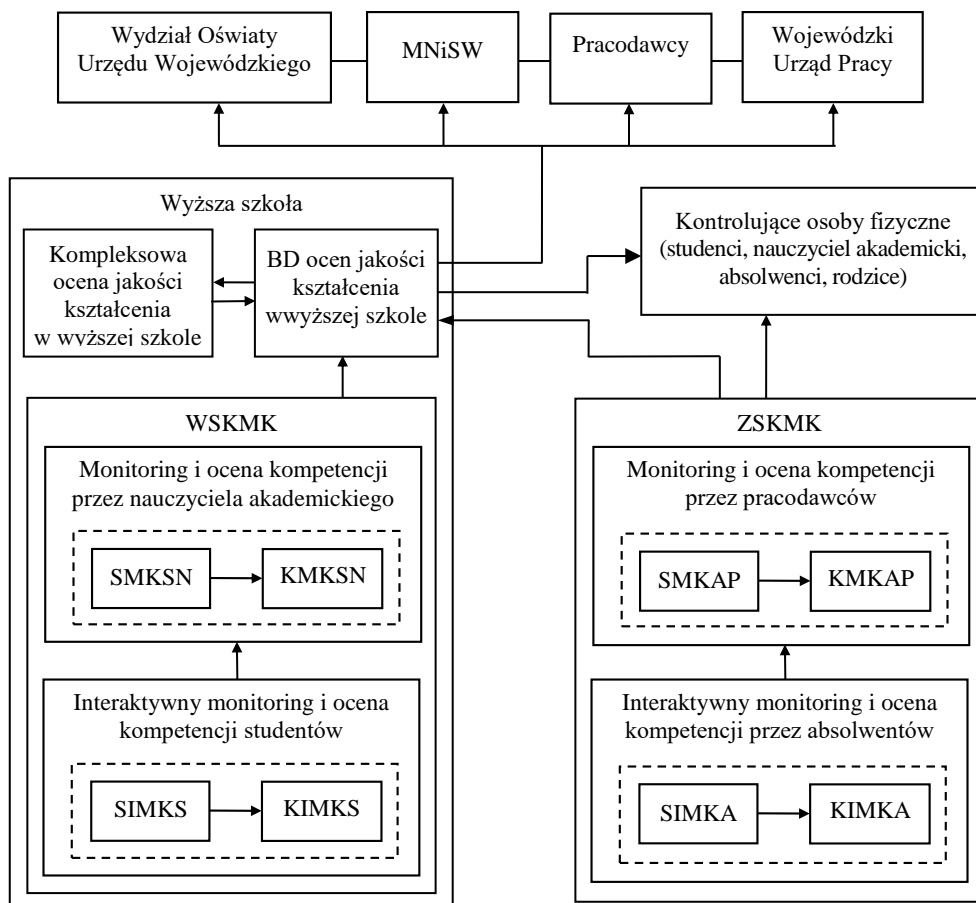 Wydział Oświaty
Urzędu Wojewódzkiego
MNiSW
Pracodawcy
Wojewódzki
Urząd Pracy
Wyższa szkoła
Kompleksowa
ocena jakości
kształcenia
w wyższej szkole
BD ocen jakości
kształcenia
wwyższej szkole
Kontrolujące osoby fizyczne
(studenci, nauczyciel akademicki,
absolwenci, rodzice)
WSKMK
Monitoring i ocena kompetencji
przez nauczyciela akademickiego
SMKSN
KMKSN
Interaktywny monitoring i ocena
kompetencji studentów
SIMKS
KIMKS
ZSKMK
Monitoring i ocena kompetencji
przez pracodawców
SMKAP
KMKAP
Interaktywny monitoring i ocena
kompetencji przez absolwentów
SIMKA
KIMKA